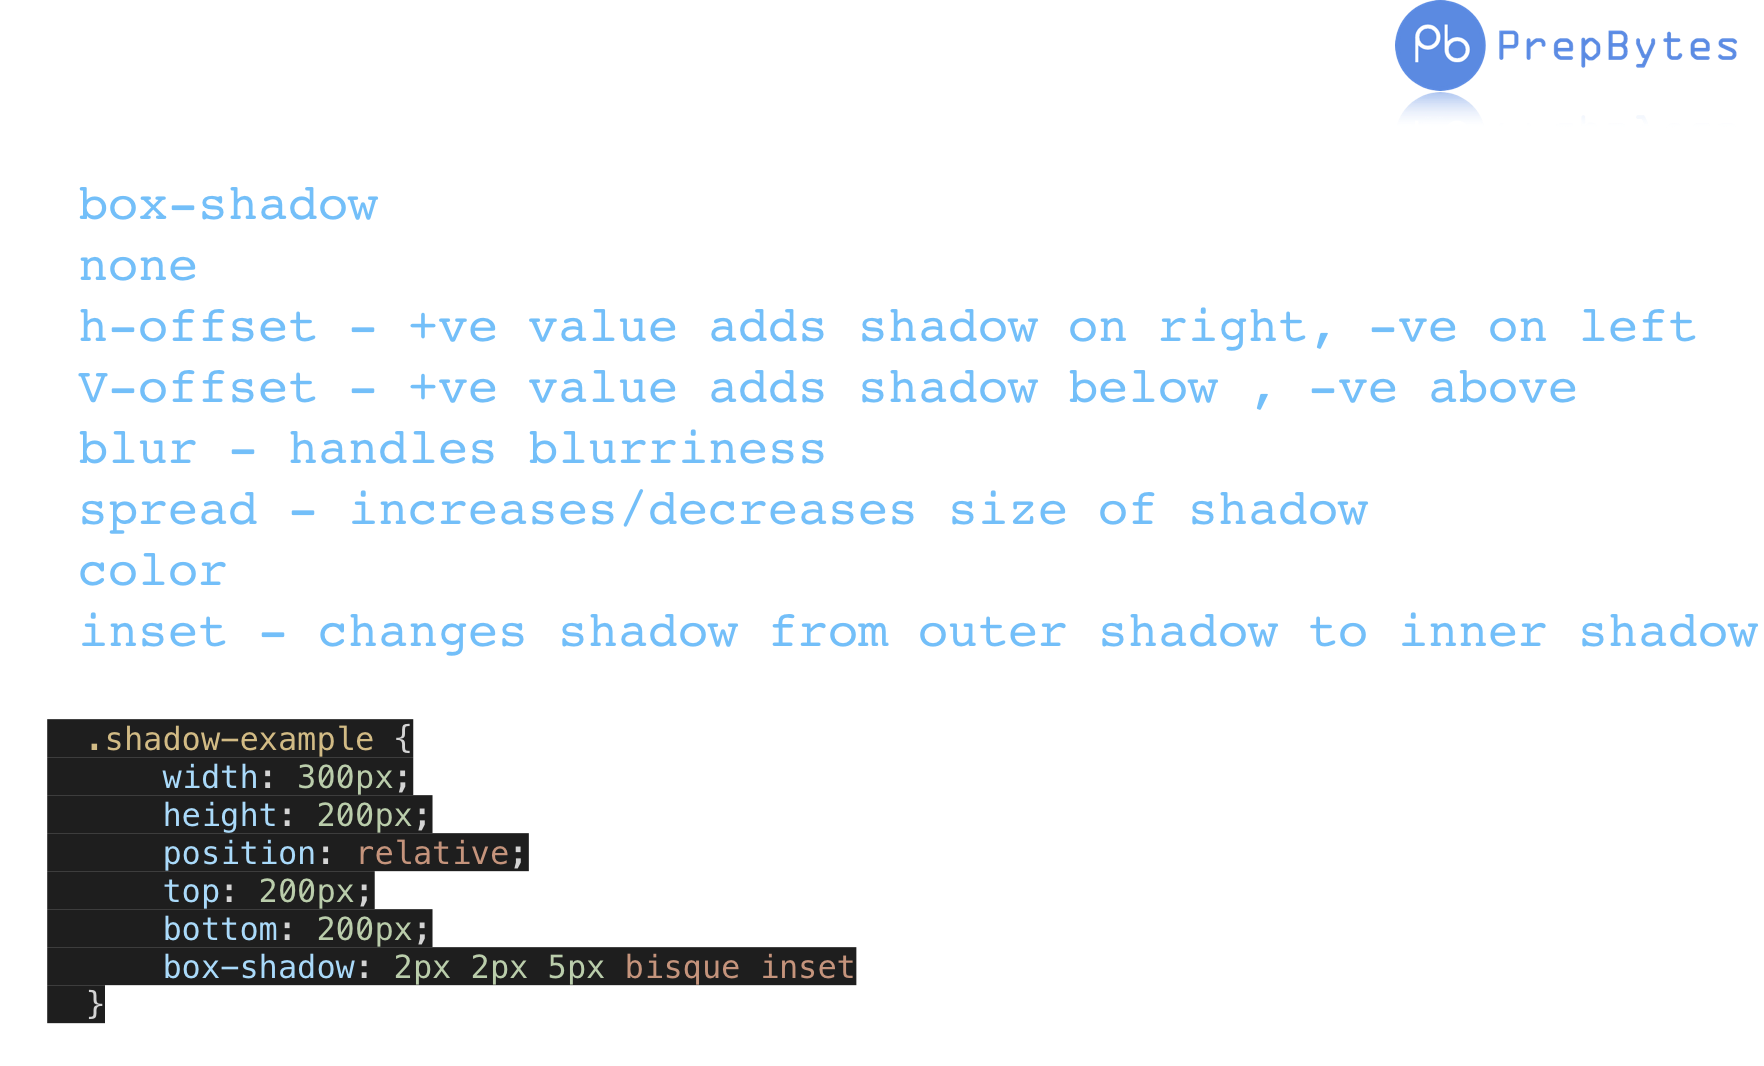 Pb PrepBytes
box-shadow
none
h-offset - +ve value adds shadow on right, -ve on left
V-offset - +ve value adds shadow below , -ve above
blur - handles blurriness
spread - increases/decreases size of shadow
color
inset - changes shadow from outer shadow to inner shadow
.shadow-example {
width: 300px;
height: 200px;
position: relative;
top: 200px;
bottom: 200px;
box-shadow: 2px 2px 5px bisque inset
}